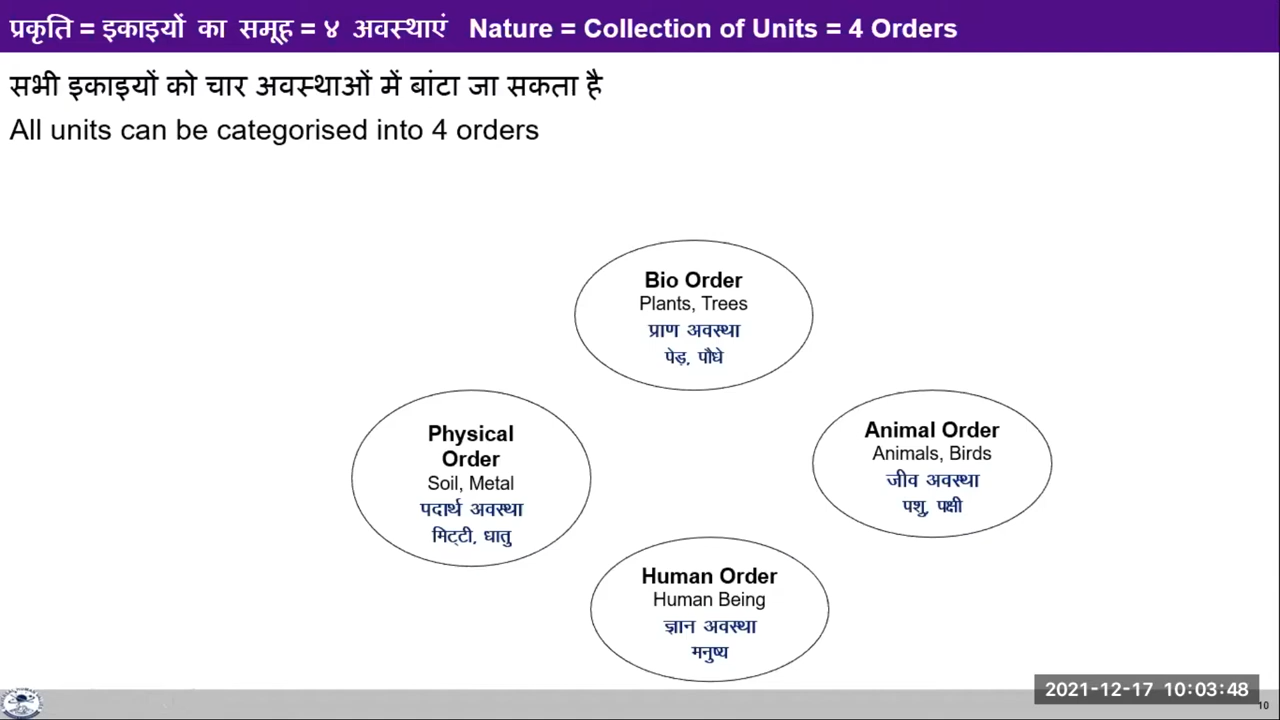 प्रकृति = इकाइयों का समूह = ४ अवस्थाएं Nature = Collection of Units = 4 Orders
सभी इकाइयों को चार अवस्थाओं में बांटा जा सकता है
All units can be categorised into 4 orders
Bio Order
Plants, Trees
प्राण अवस्था
पेड़, पौधे
Physical
Order
Soil, Metal
पदार्थ अवस्था
मिट्टी, धातु
Animal Order
Animals, Birds
जीव अवस्था
पशु, पक्षी
Human Order
Human Being
ज्ञान अवस्था
मनुष्य
2021-12-17 10:03:48
10